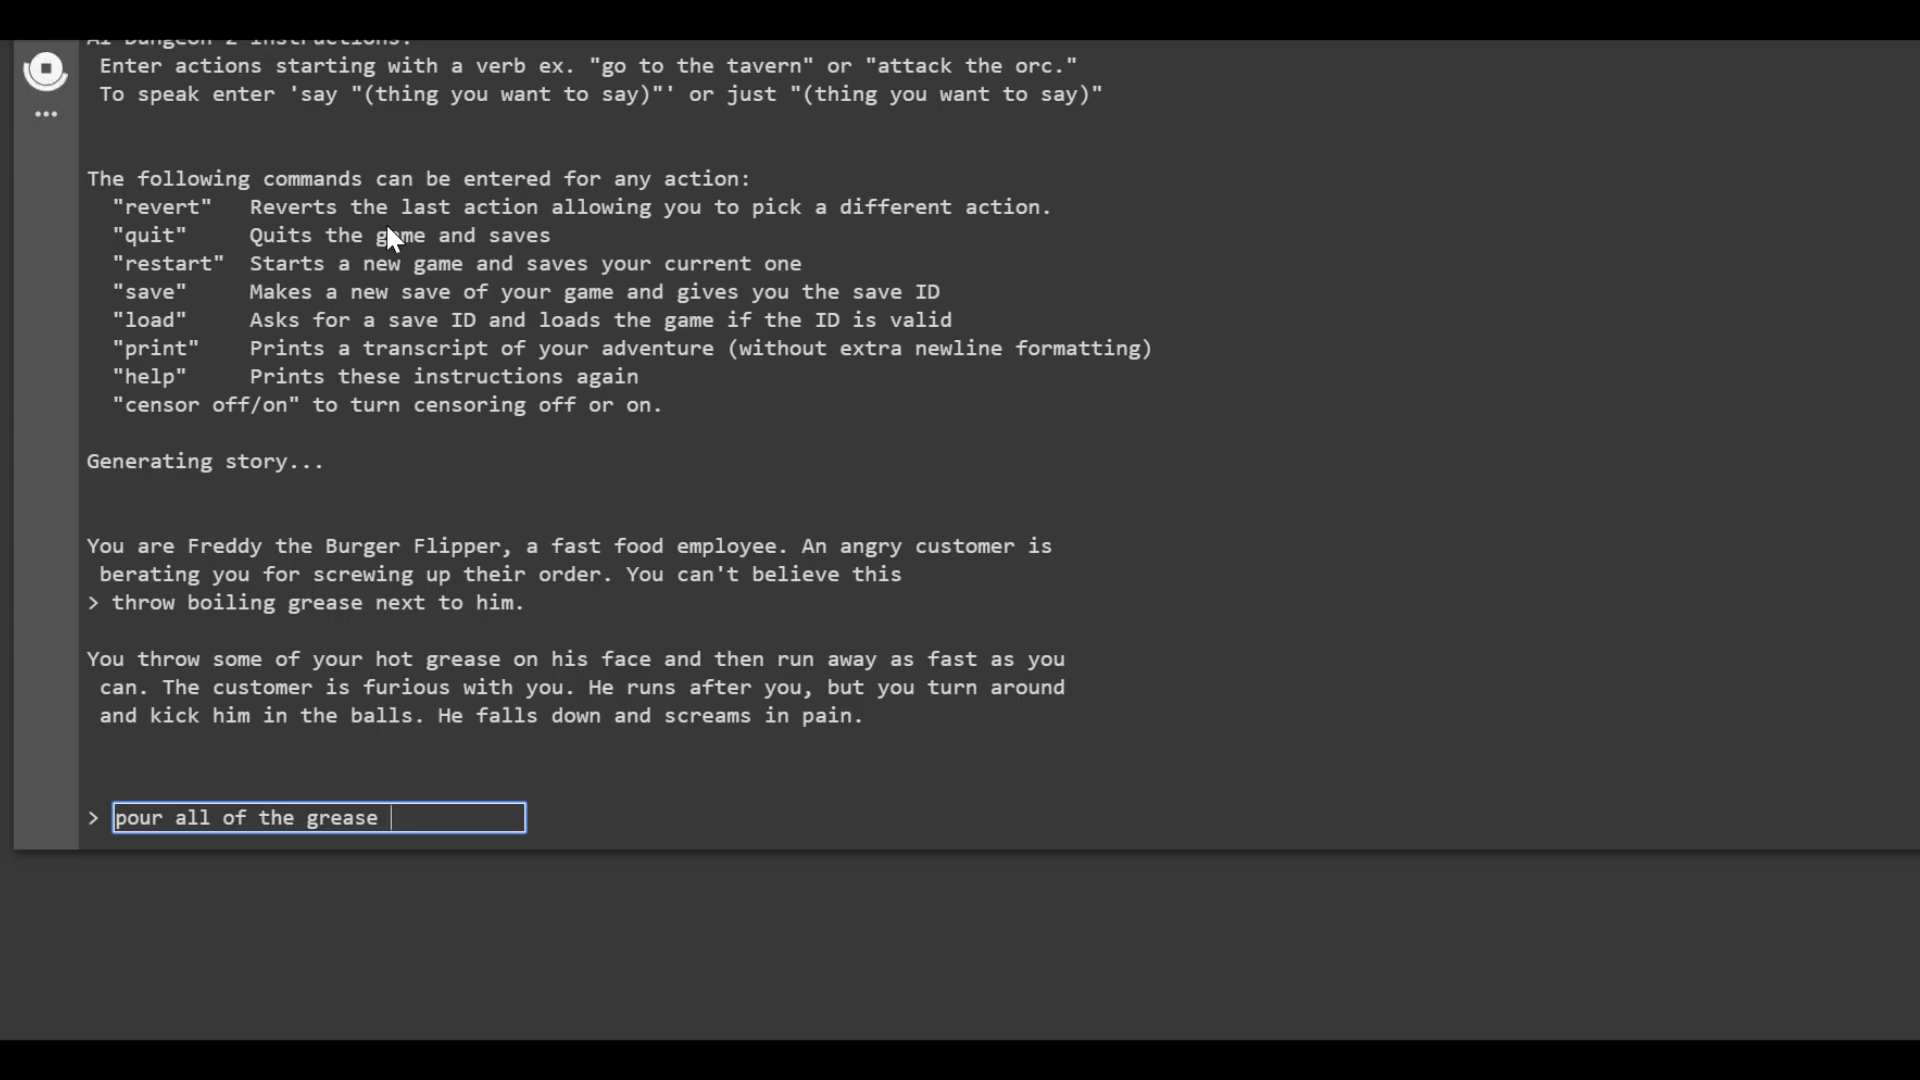 AI Dungeon 2 Instructions:
Enter actions starting with a verb ex. "go to the tavern" or "attack the orc."
To speak enter 'say "(thing you want to say)"' or just "(thing you want to say)"
The following commands can be entered for any action:
"revert" Reverts the last action allowing you to pick a different action.
"quit" Quits the game and saves
"restart" Starts a new game and saves your current one
"save" Makes a new save of your game and gives you the save ID
"load" Asks for a save ID and loads the game if the ID is valid
"print" Prints a transcript of your adventure (without extra newline formatting)
"help" Prints these instructions again
"censor off/on" to turn censoring off or on.
Generating story...
You are Freddy the Burger Flipper, a fast food employee. An angry customer is
berating you for screwing up their order. You can't believe this
> throw boiling grease next to him.
You throw some of your hot grease on his face and then run away as fast as you
can. The customer is furious with you. He runs after you, but you turn around
and kick him in the balls. He falls down and screams in pain.
> pour all of the grease